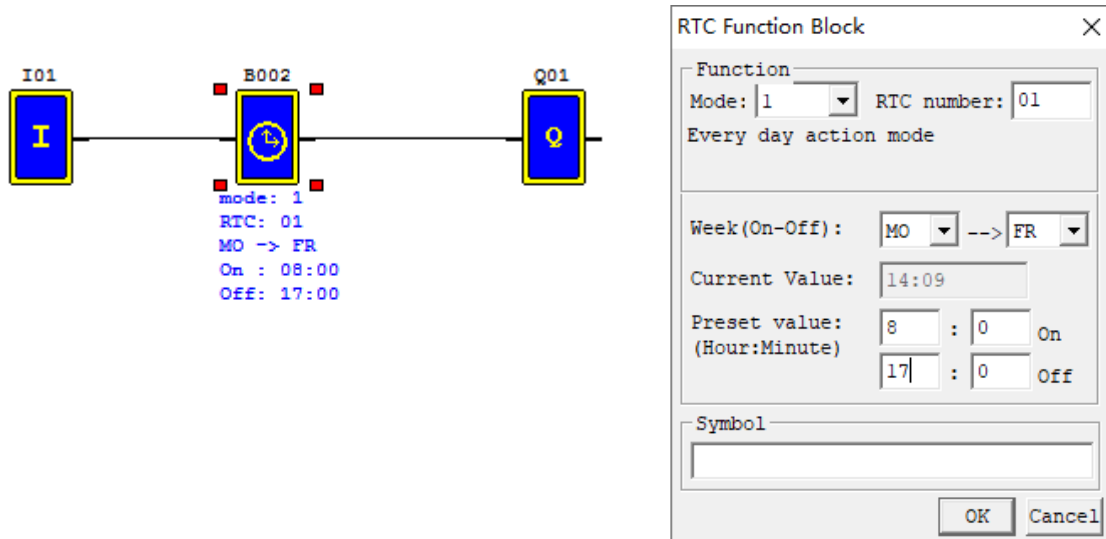 I01 B002 Q01
I Q
mode: 1
RTC: 01
MO -> FR
On : 08:00
Off: 17:00
RTC Function Block
Function
Mode: 1 RTC number: 01
Every day action mode
Week(On-Off): MO --> FR
Current Value: 14:09
Preset value: 8 : 0 On
(Hour:Minute)
17 : 0 Off
Symbol
OK Cancel